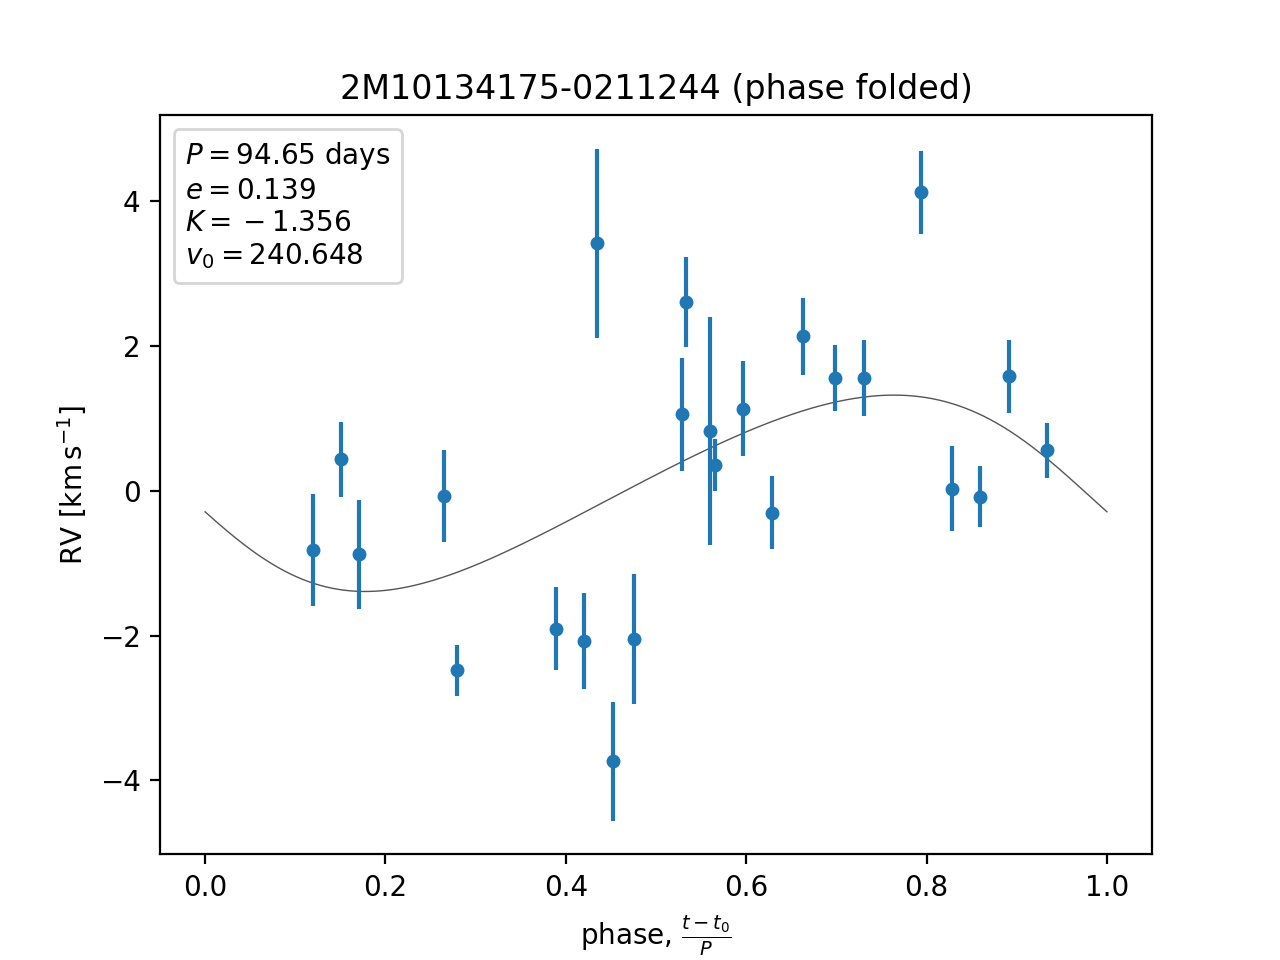 2M10134175-0211244 (phase folded)
P = 94.65 days
e = 0.139
K = −1.356
v₀ = 240.648
4
2
0
−2
−4
RV [km s⁻¹]
0.0 0.2 0.4 0.6 0.8 1.0
phase, (t − t₀)/P